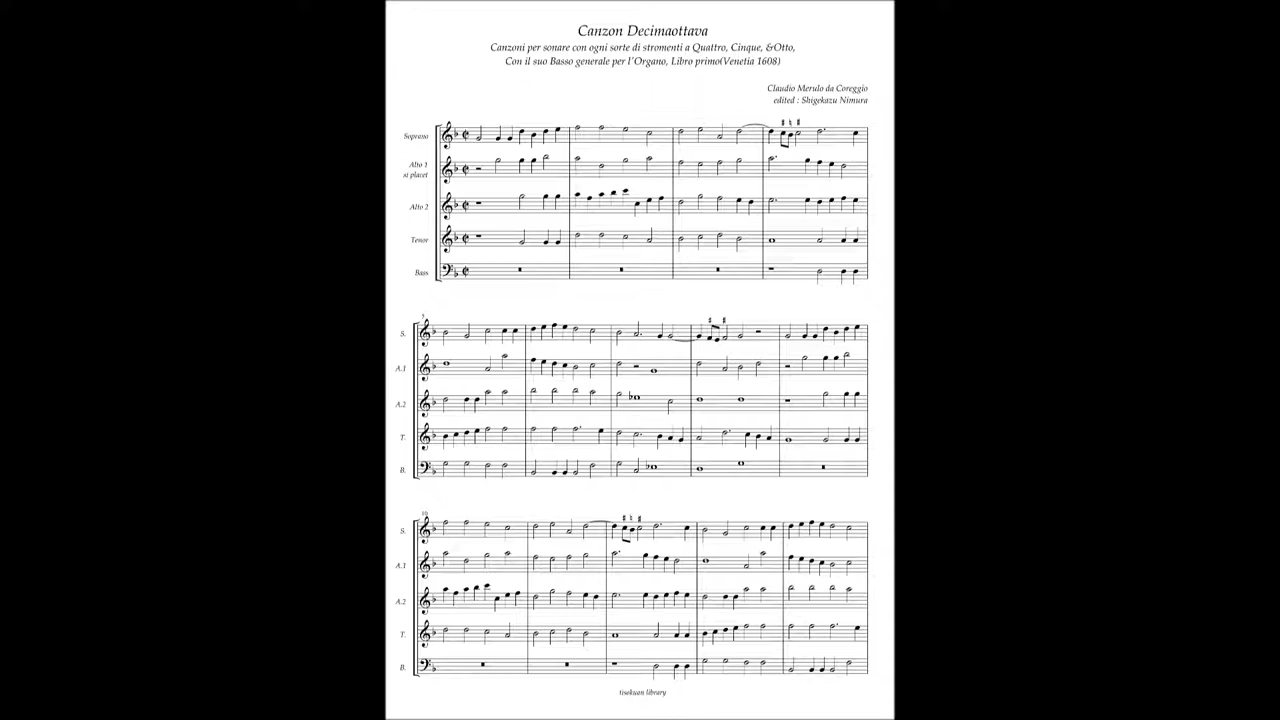 Canzon Decimaottava
Canzoni per sonare con ogni sorte di stromenti a Quattro, Cinque, &Otto,
Con il suo Basso generale per l'Organo, Libro primo(Venetia 1608)
Claudio Merulo da Coreggio
edited : Shigekazu Nimura
Soprano
Alto 1
si placet
Alto 2
Tenor
Bass
5
S.
A.1
A.2
T.
B.
10
S.
A.1
A.2
T.
B.
tisokuan library